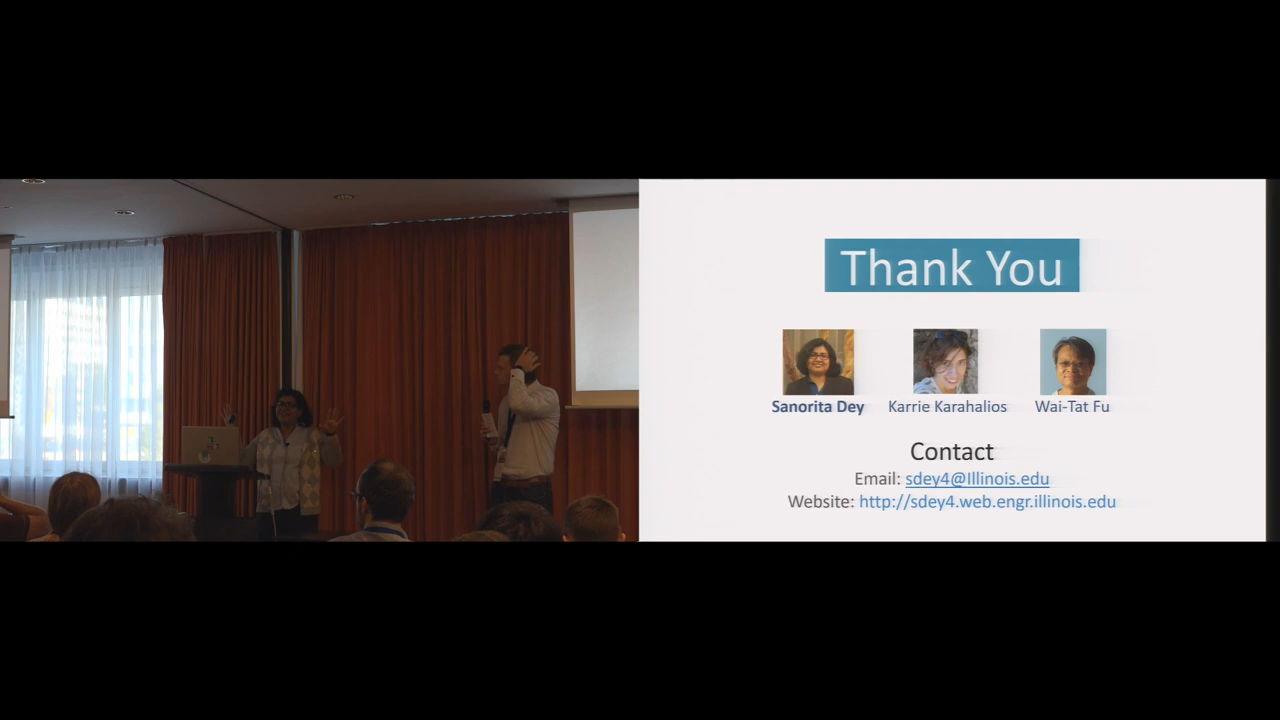 Thank You
Sanorita Dey Karrie Karahalios Wai-Tat Fu
Contact
Email: sdey4@Illinois.edu
Website: http://sdey4.web.engr.illinois.edu